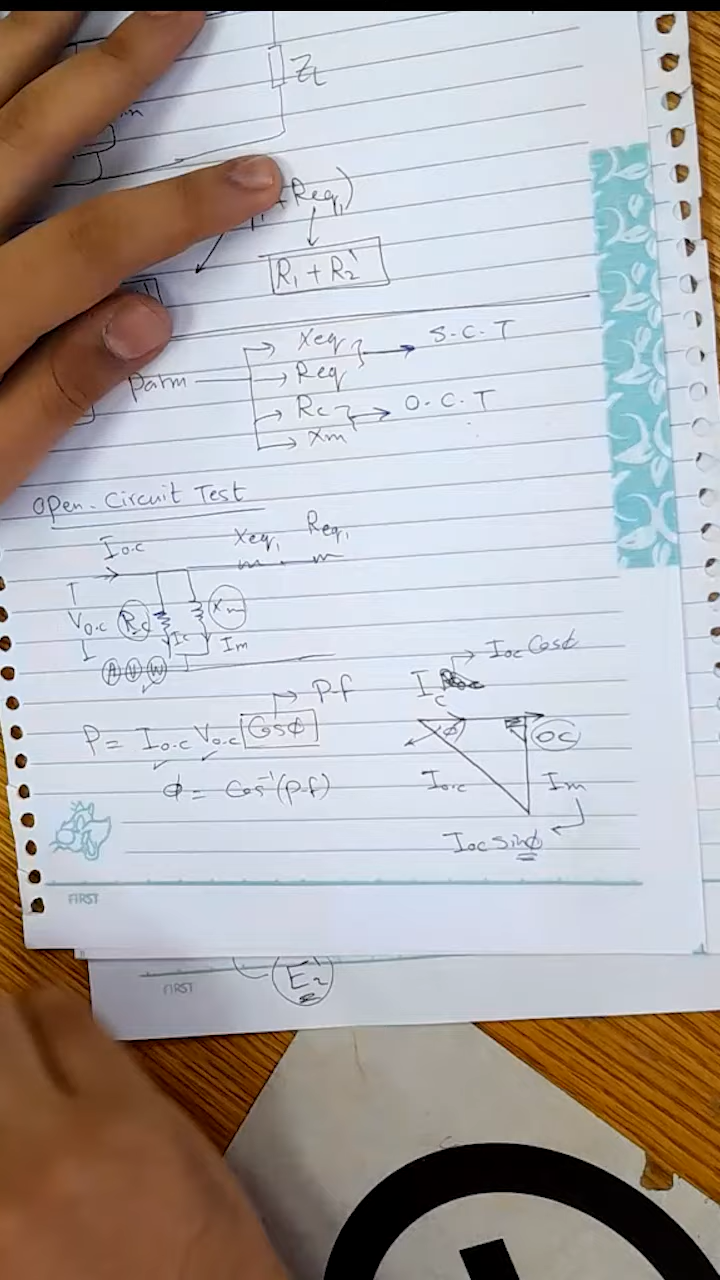 ZL
+Req1)
R1 + R2'
Parm
Xeq
Req
S.C.T
Rc
Xm
O.C.T
Open-Circuit Test
Io.c
Xeq1 Req1
Vo.c Rc Xm
Ic Im
A V W
P.f
P = Io.c Vo.c Cosϕ
ϕ = Cos⁻¹(p.f)
Ioc Cosϕ
Ic
ϕ OC
Io.c Im
Ioc sinϕ
FIRST
E2
FIRST